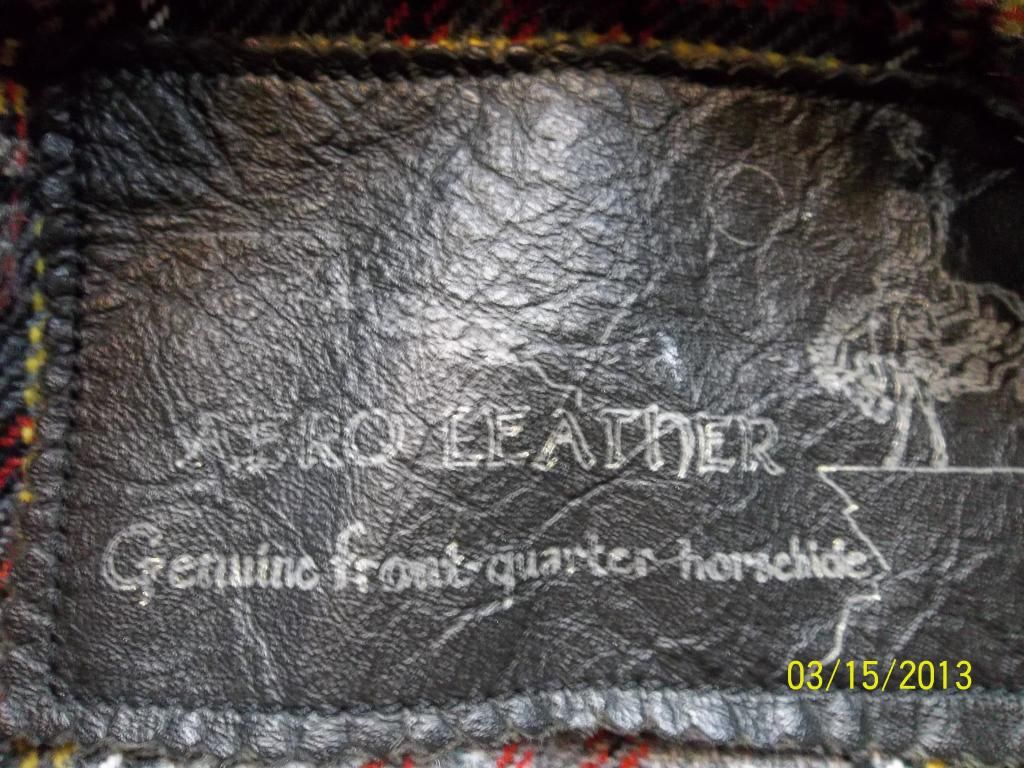 AERO LEATHER
Genuine front-quarter horsehide
03/15/2013